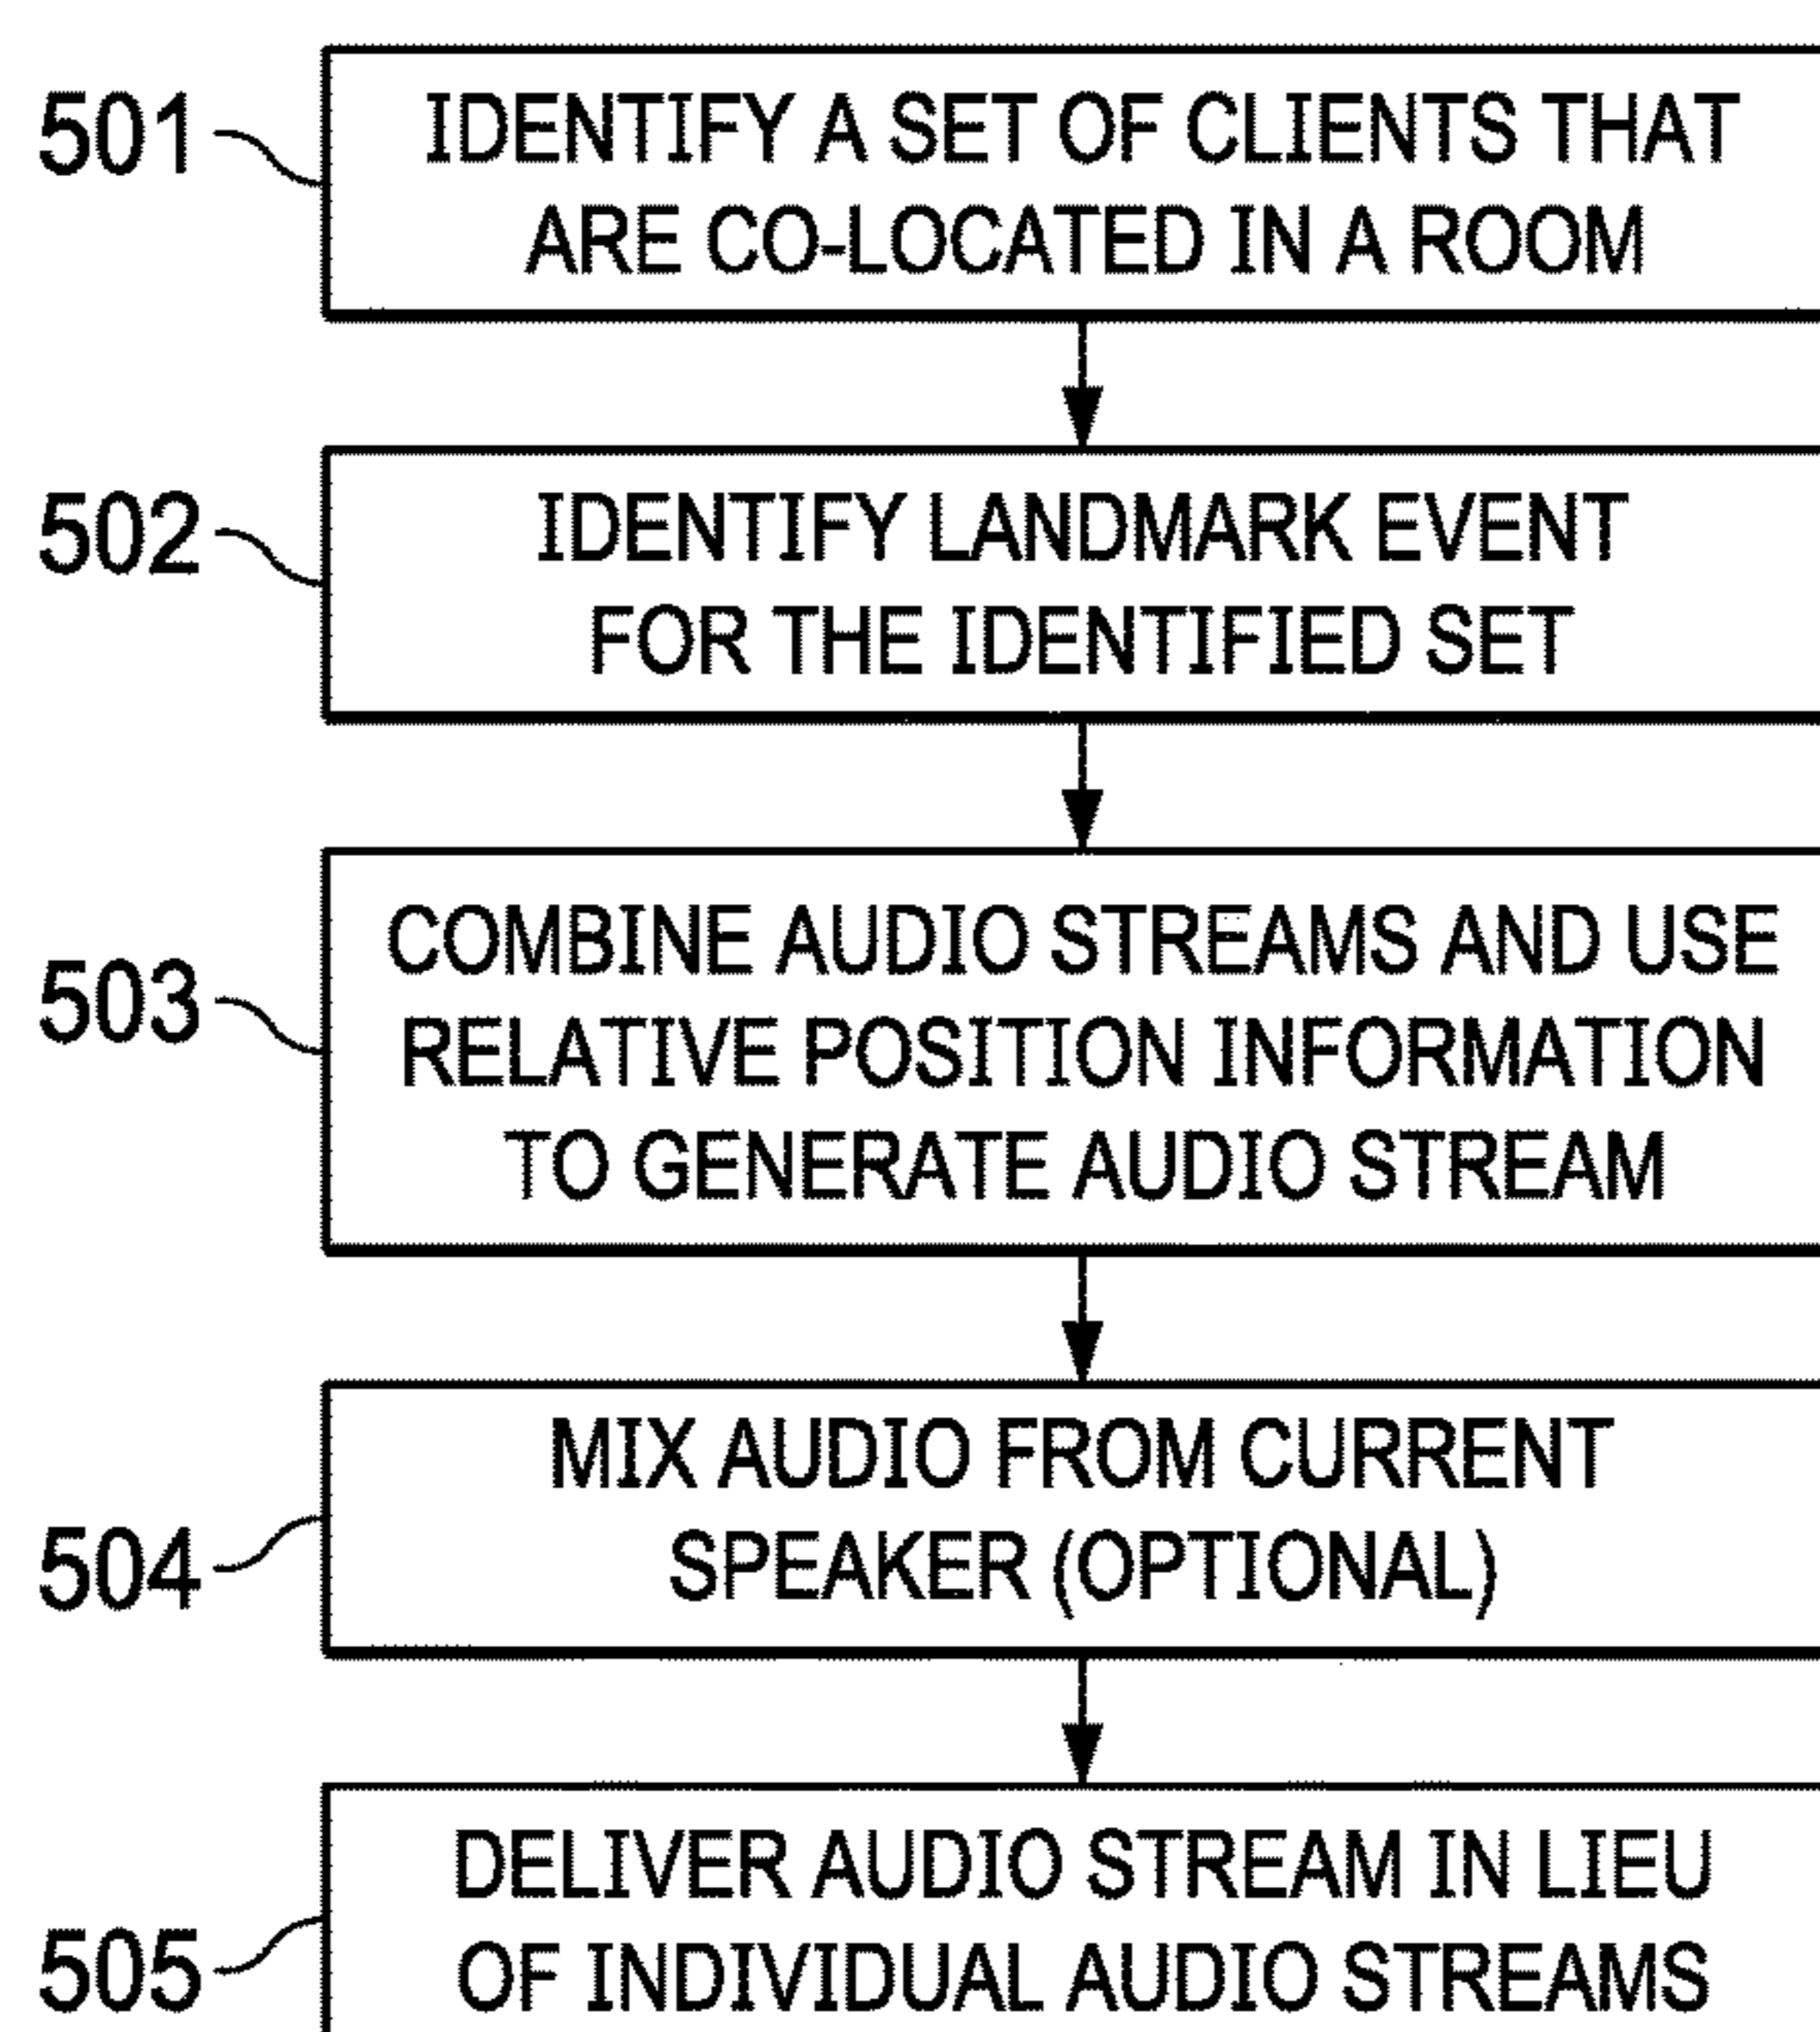 501
IDENTIFY A SET OF CLIENTS THAT
ARE CO-LOCATED IN A ROOM
502
IDENTIFY LANDMARK EVENT
FOR THE IDENTIFIED SET
503
COMBINE AUDIO STREAMS AND USE
RELATIVE POSITION INFORMATION
TO GENERATE AUDIO STREAM
504
MIX AUDIO FROM CURRENT
SPEAKER (OPTIONAL)
505
DELIVER AUDIO STREAM IN LIEU
OF INDIVIDUAL AUDIO STREAMS